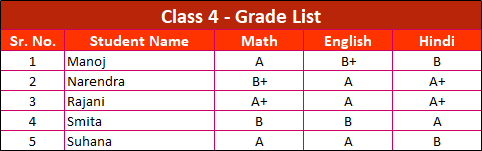 Class 4 - Grade List
Sr. No. Student Name Math English Hindi
1 Manoj A B+ B
2 Narendra B+ A A+
3 Rajani A+ A A+
4 Smita B B A
5 Suhana A A B